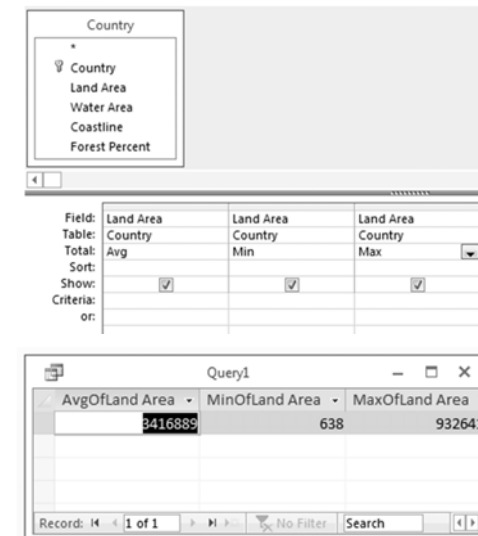 Country
*
Country
Land Area
Water Area
Coastline
Forest Percent
Field: Land Area Land Area Land Area
Table: Country Country Country
Total: Avg Min Max
Sort:
Show:
Criteria:
or:
Query1
AvgOfLand Area MinOfLand Area MaxOfLand Area
3416889 638 93264
Record: 1 of 1 No Filter Search